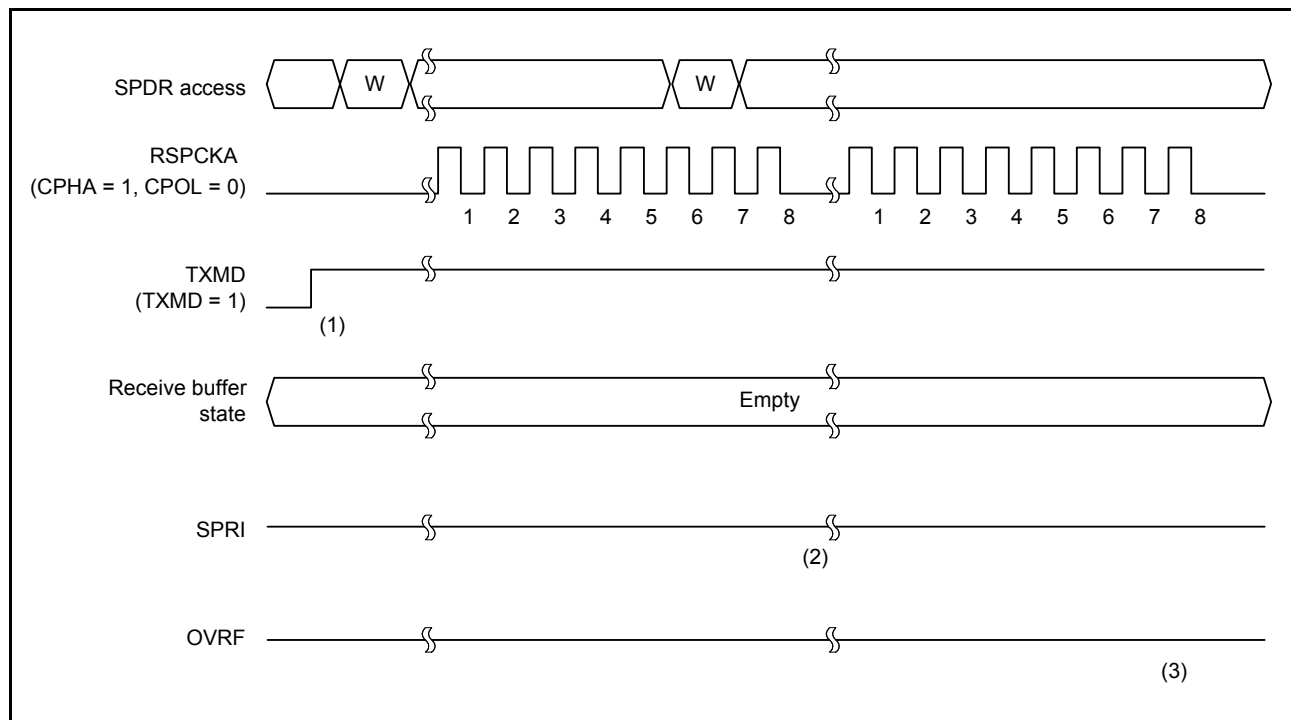 SPDR access
W
W
RSPCKA
(CPHA = 1, CPOL = 0)
1 2 3 4 5 6 7 8 1 2 3 4 5 6 7 8
TXMD
(TXMD = 1)
(1)
Receive buffer
state
Empty
SPRI
(2)
OVRF
(3)